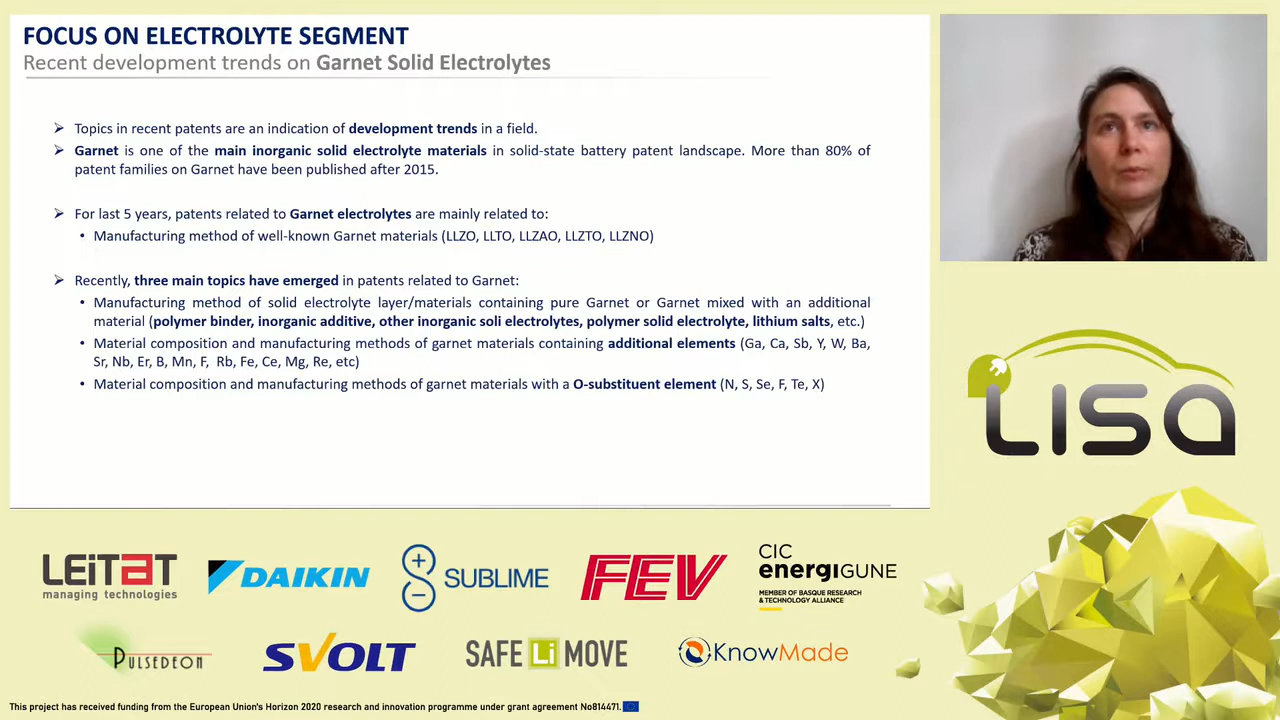 FOCUS ON ELECTROLYTE SEGMENT
Recent development trends on Garnet Solid Electrolytes
➢ Topics in recent patents are an indication of development trends in a field.
➢ Garnet is one of the main inorganic solid electrolyte materials in solid-state battery patent landscape. More than 80% of
patent families on Garnet have been published after 2015.
➢ For last 5 years, patents related to Garnet electrolytes are mainly related to:
• Manufacturing method of well-known Garnet materials (LLZO, LLTO, LLZAO, LLZTO, LLZNO)
➢ Recently, three main topics have emerged in patents related to Garnet:
• Manufacturing method of solid electrolyte layer/materials containing pure Garnet or Garnet mixed with an additional
material (polymer binder, inorganic additive, other inorganic soli electrolytes, polymer solid electrolyte, lithium salts, etc.)
• Material composition and manufacturing methods of garnet materials containing additional elements (Ga, Ca, Sb, Y, W, Ba,
Sr, Nb, Er, B, Mn, F, Rb, Fe, Ce, Mg, Re, etc)
• Material composition and manufacturing methods of garnet materials with a O-substituent element (N, S, Se, F, Te, X)
LISA
LEITAT
managing technologies
DAIKIN
SUBLIME
FEV
CIC
energiGUNE
MEMBER OF BASQUE RESEARCH
& TECHNOLOGY ALLIANCE
PULSEDEON
SVOLT
SAFE Li MOVE
KnowMade
This project has received funding from the European Union's Horizon 2020 research and innovation programme under grant agreement No814471.